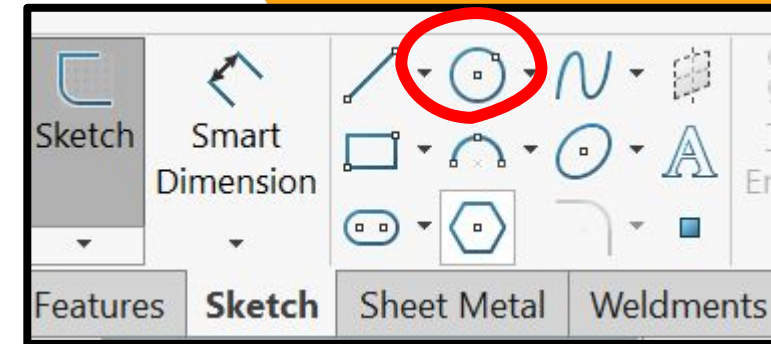 Sketch
Smart
Dimension
A
Features
Sketch
Sheet Metal
Weldments